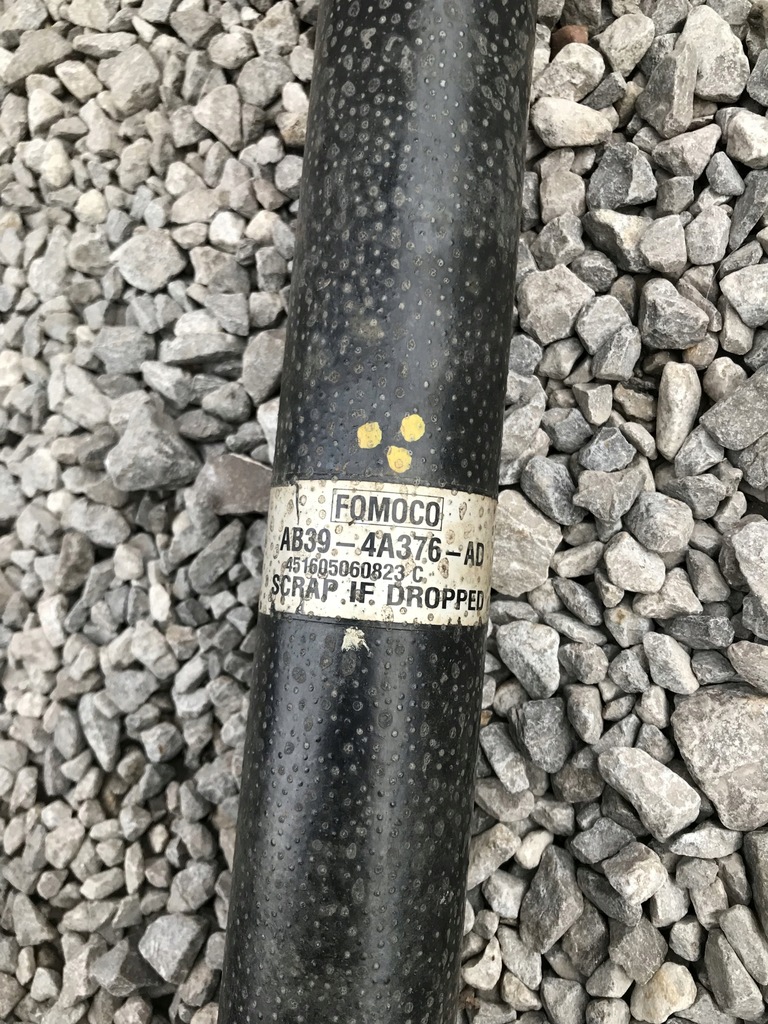 FOMOCO
AB39-4A376-AD
451605060823 C.
SCRAP IF DROPPED